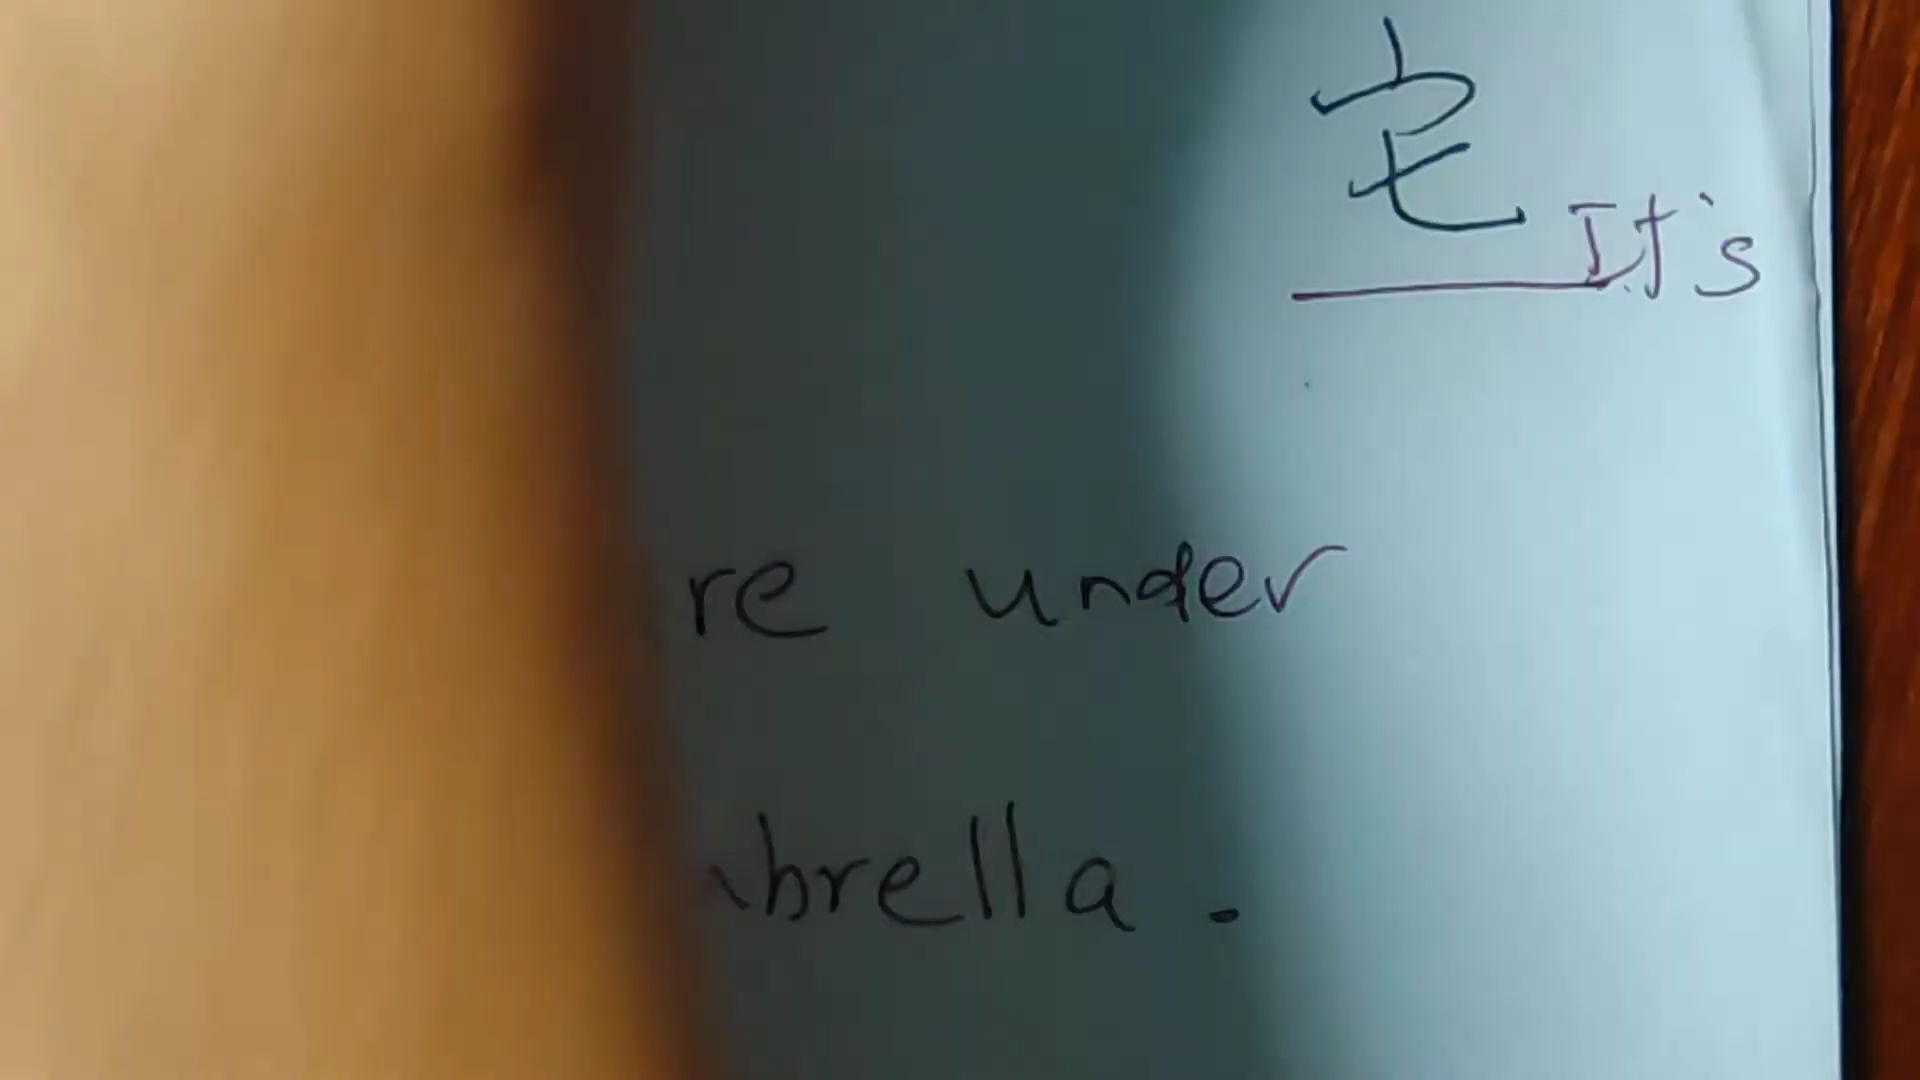 它
It's
re under
brella.